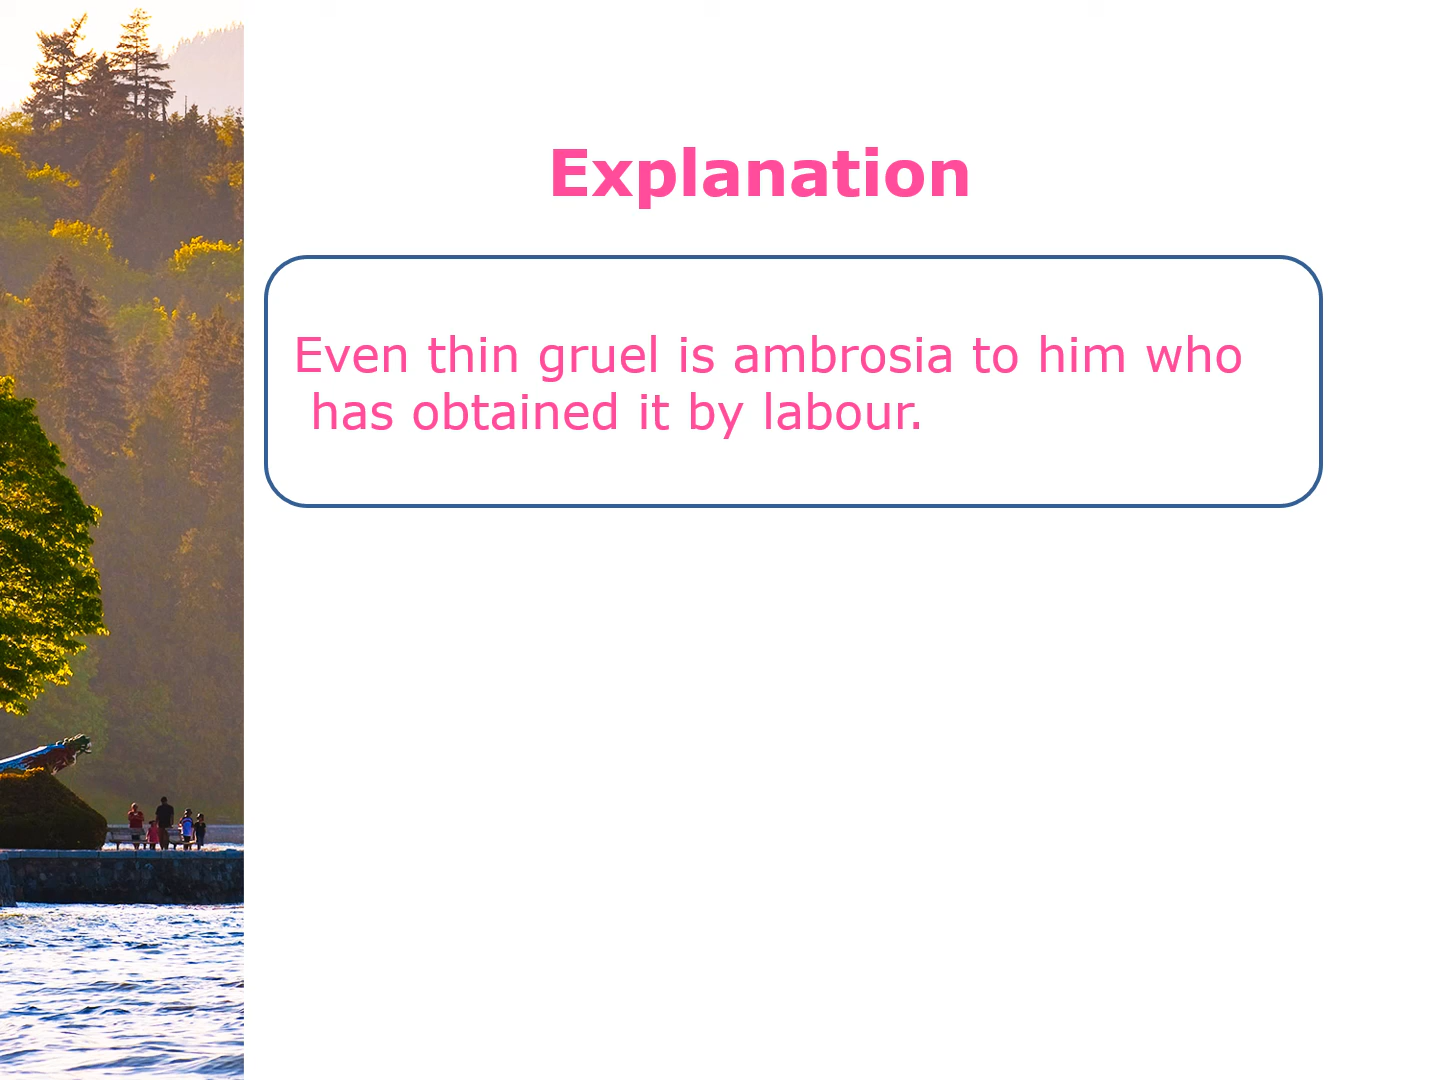 Explanation
Even thin gruel is ambrosia to him who
has obtained it by labour.